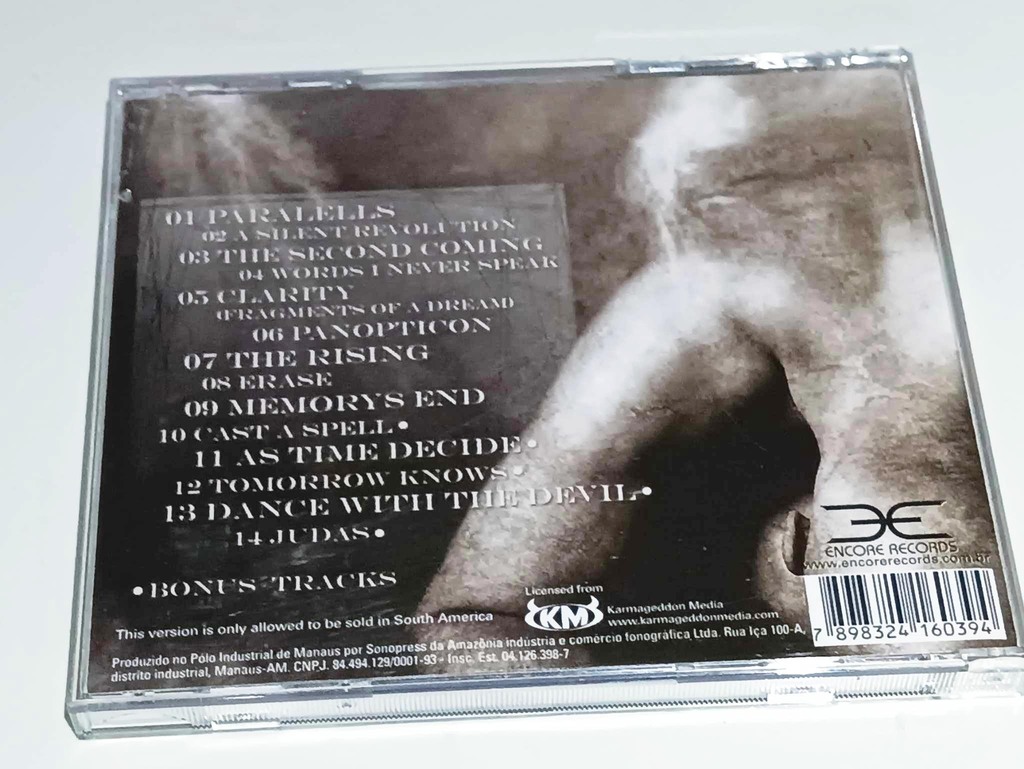 01 PARALELLS
02 A SILENT REVOLUTION
03 THE SECOND COMING
04 WORDS I NEVER SPEAK
05 CLARITY
(FRAGMENTS OF A DREAM)
06 PANOPTICON
07 THE RISING
08 ERASE
09 MEMORYS END
10 CAST A SPELL•
11 AS TIME DECIDE•
12 TOMORROW KNOWS•
13 DANCE WITH THE DEVIL•
14 JUDAS•
•BONUS TRACKS
This version is only allowed to be sold in South America
Licensed from
KM
Karmageddon Media
www.karmageddonmedia.com
ENCORE RECORDS
www.encorerecords.com.br
7 898324 160394
Produzido no Pólo Industrial de Manaus por Sonopress da Amazônia indústria e comércio fonográfica Ltda. Rua Iça 100-A,
distrito industrial, Manaus-AM. CNPJ. 84.494.129/0001-93 - Insc. Est. 04.126.398-7